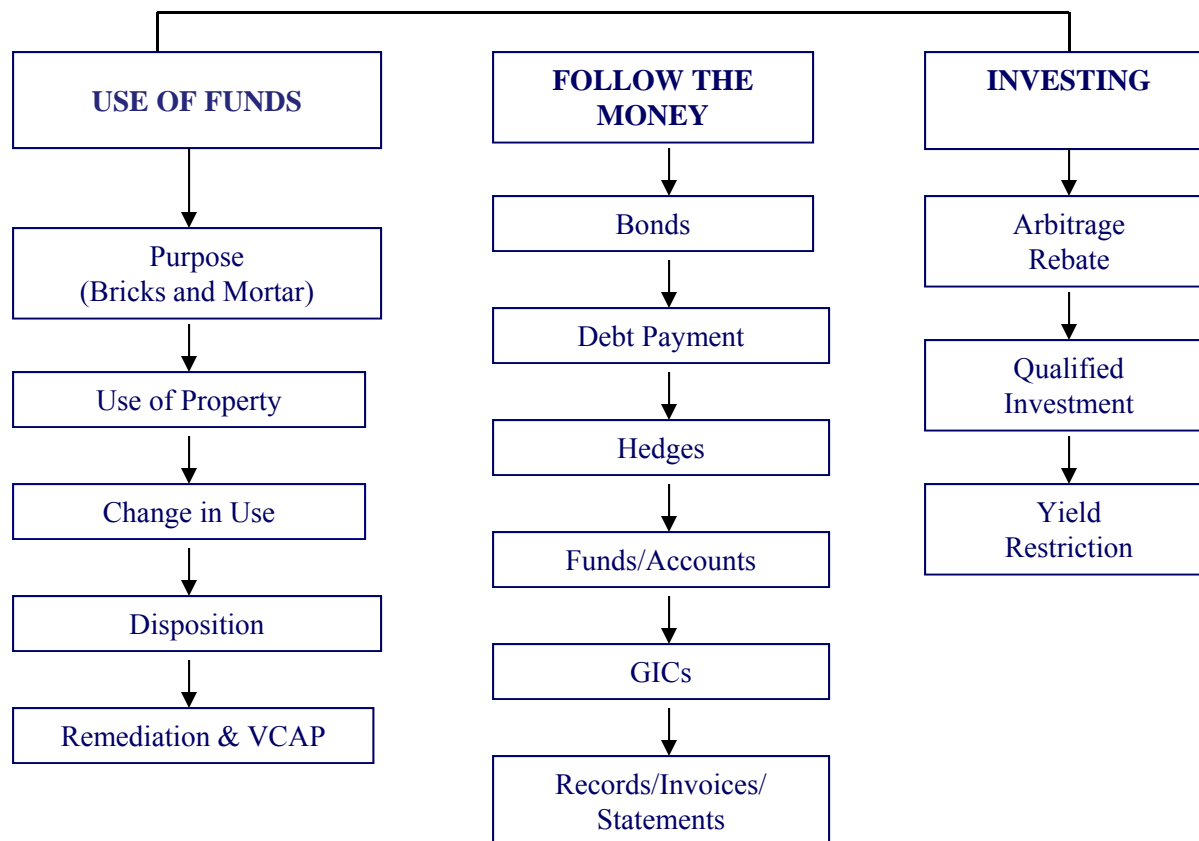 USE OF FUNDS
Purpose
(Bricks and Mortar)
Use of Property
Change in Use
Disposition
Remediation & VCAP
FOLLOW THE
MONEY
Bonds
Debt Payment
Hedges
Funds/Accounts
GICs
Records/Invoices/
Statements
INVESTING
Arbitrage
Rebate
Qualified
Investment
Yield
Restriction